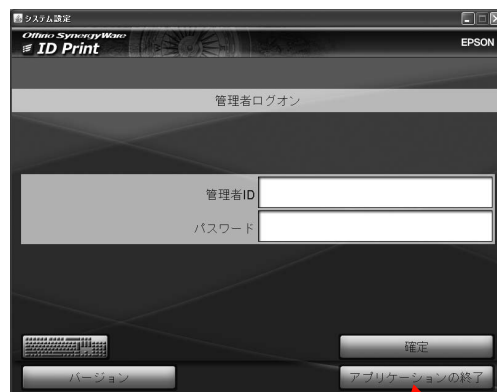 システム設定
Offirio SynergyWare
ID Print
EPSON
管理者ログオン
管理者ID
パスワード
確定
バージョン
アプリケーションの終了